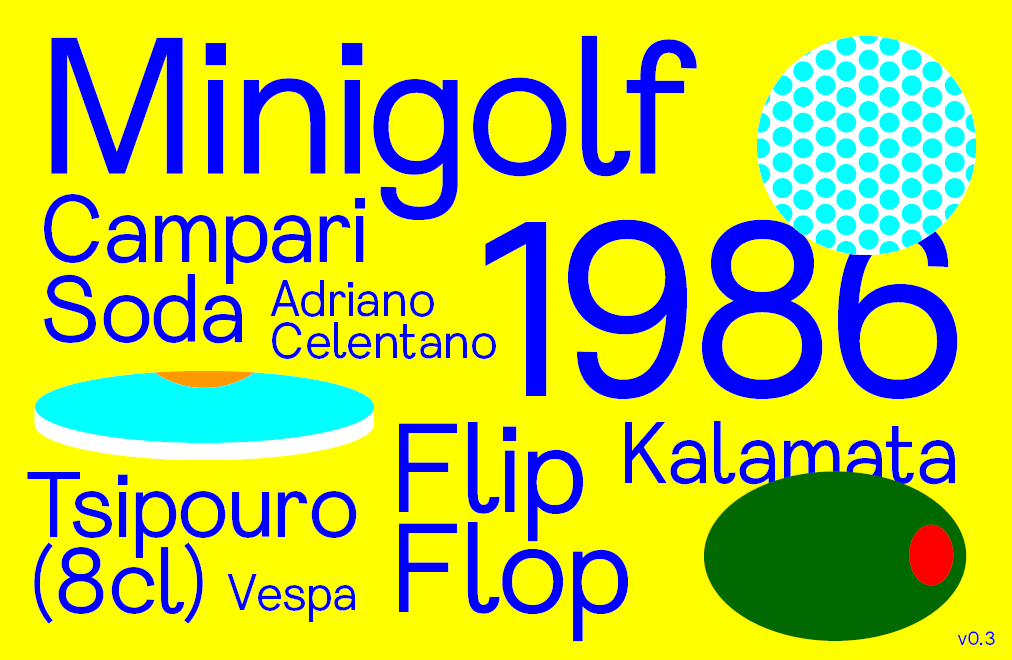 Minigolf
Campari
Soda
Adriano
Celentano
1986
Flip
Flop
Kalamata
Tsipouro
(8cl)
Vespa
v0.3